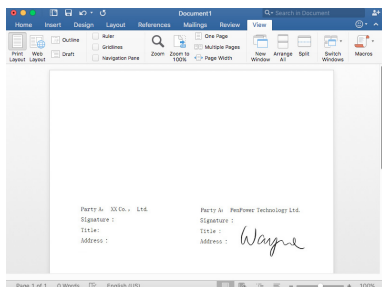 Document1
Search in Document
Home Insert Design Layout References Mailings Review View
Print Layout
Web Layout
Outline
Draft
Ruler
Gridlines
Navigation Pane
Zoom
Zoom to 100%
One Page
Multiple Pages
Page Width
New Window
Arrange All
Split
Switch Windows
Macros
Party A: XX Co., Ltd.
Signature :
Title:
Address :
Party A: PenPower Technology Ltd.
Signature :
Title :
Address :
Wayne
Page 1 of 1 0 Words English (US) 100%